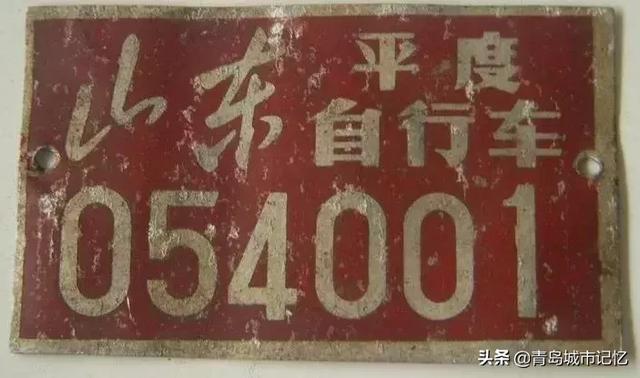 山东 平度
自行车
054001
头条 @青岛城市记忆